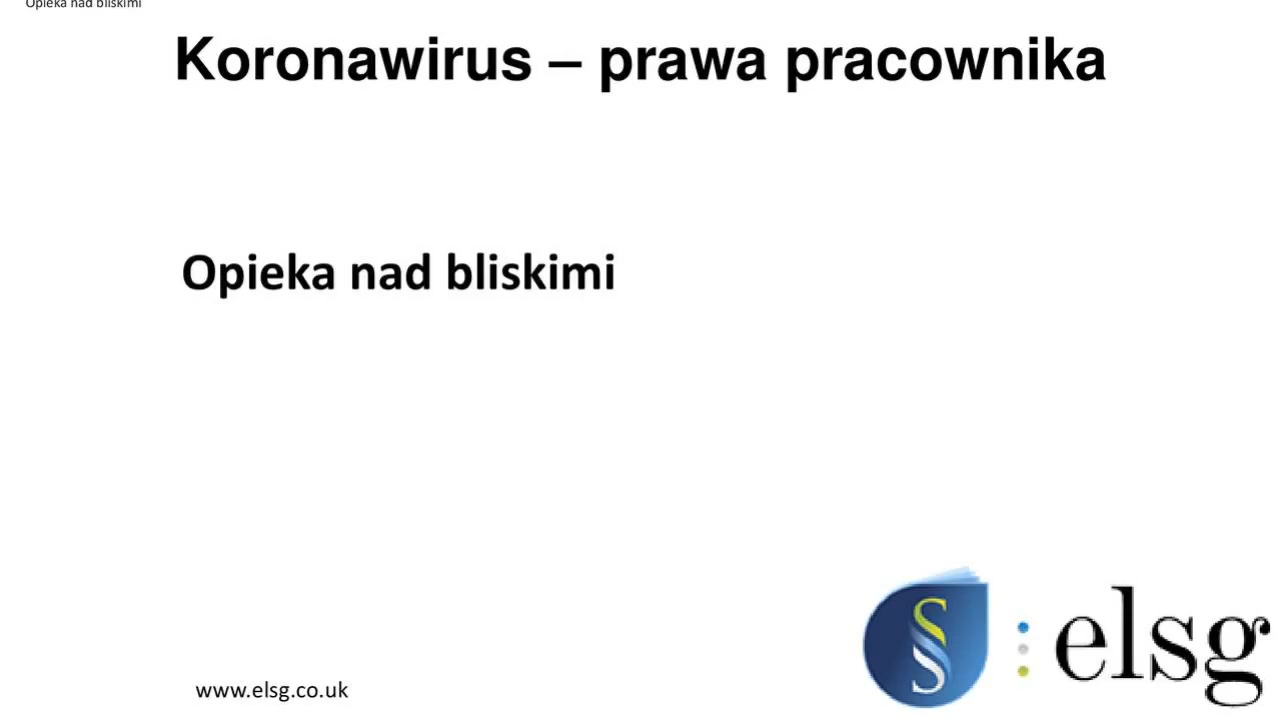 Opieka nad bliskimi
Koronawirus – prawa pracownika
Opieka nad bliskimi
www.elsg.co.uk
elsg